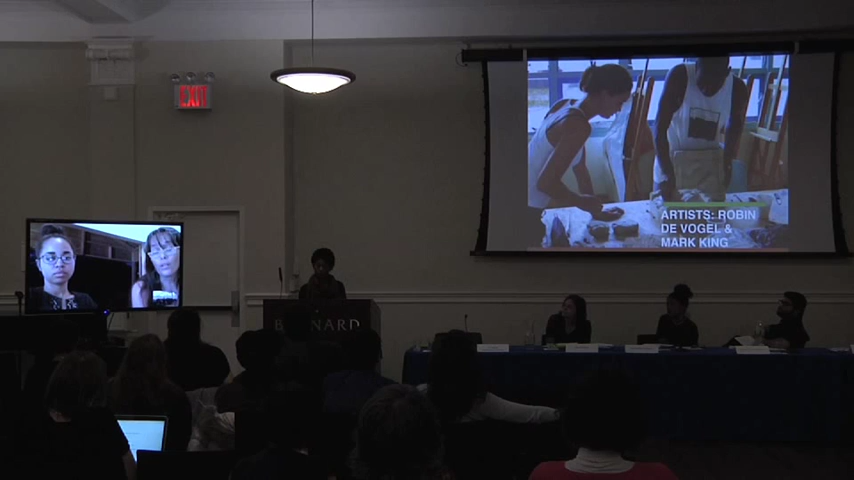 EXIT
ARTISTS: ROBIN
DE VOGEL &
MARK KING
BARNARD